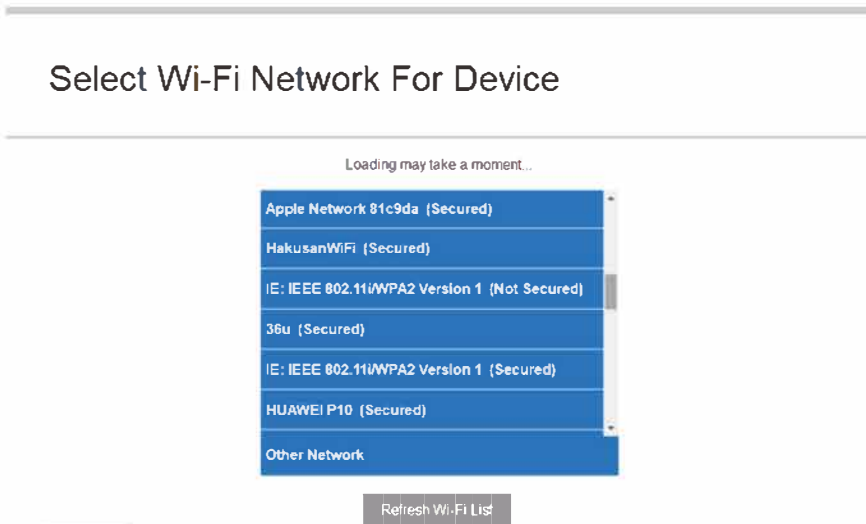 Select Wi-Fi Network For Device
Loading may take a moment...
Apple Network 81c9da (Secured)
HakusanWiFi (Secured)
IE: IEEE 802.11i/WPA2 Version 1 (Not Secured)
36u (Secured)
IE: IEEE 802.11i/WPA2 Version 1 (Secured)
HUAWEI P10 (Secured)
Other Network
Refresh Wi-Fi List